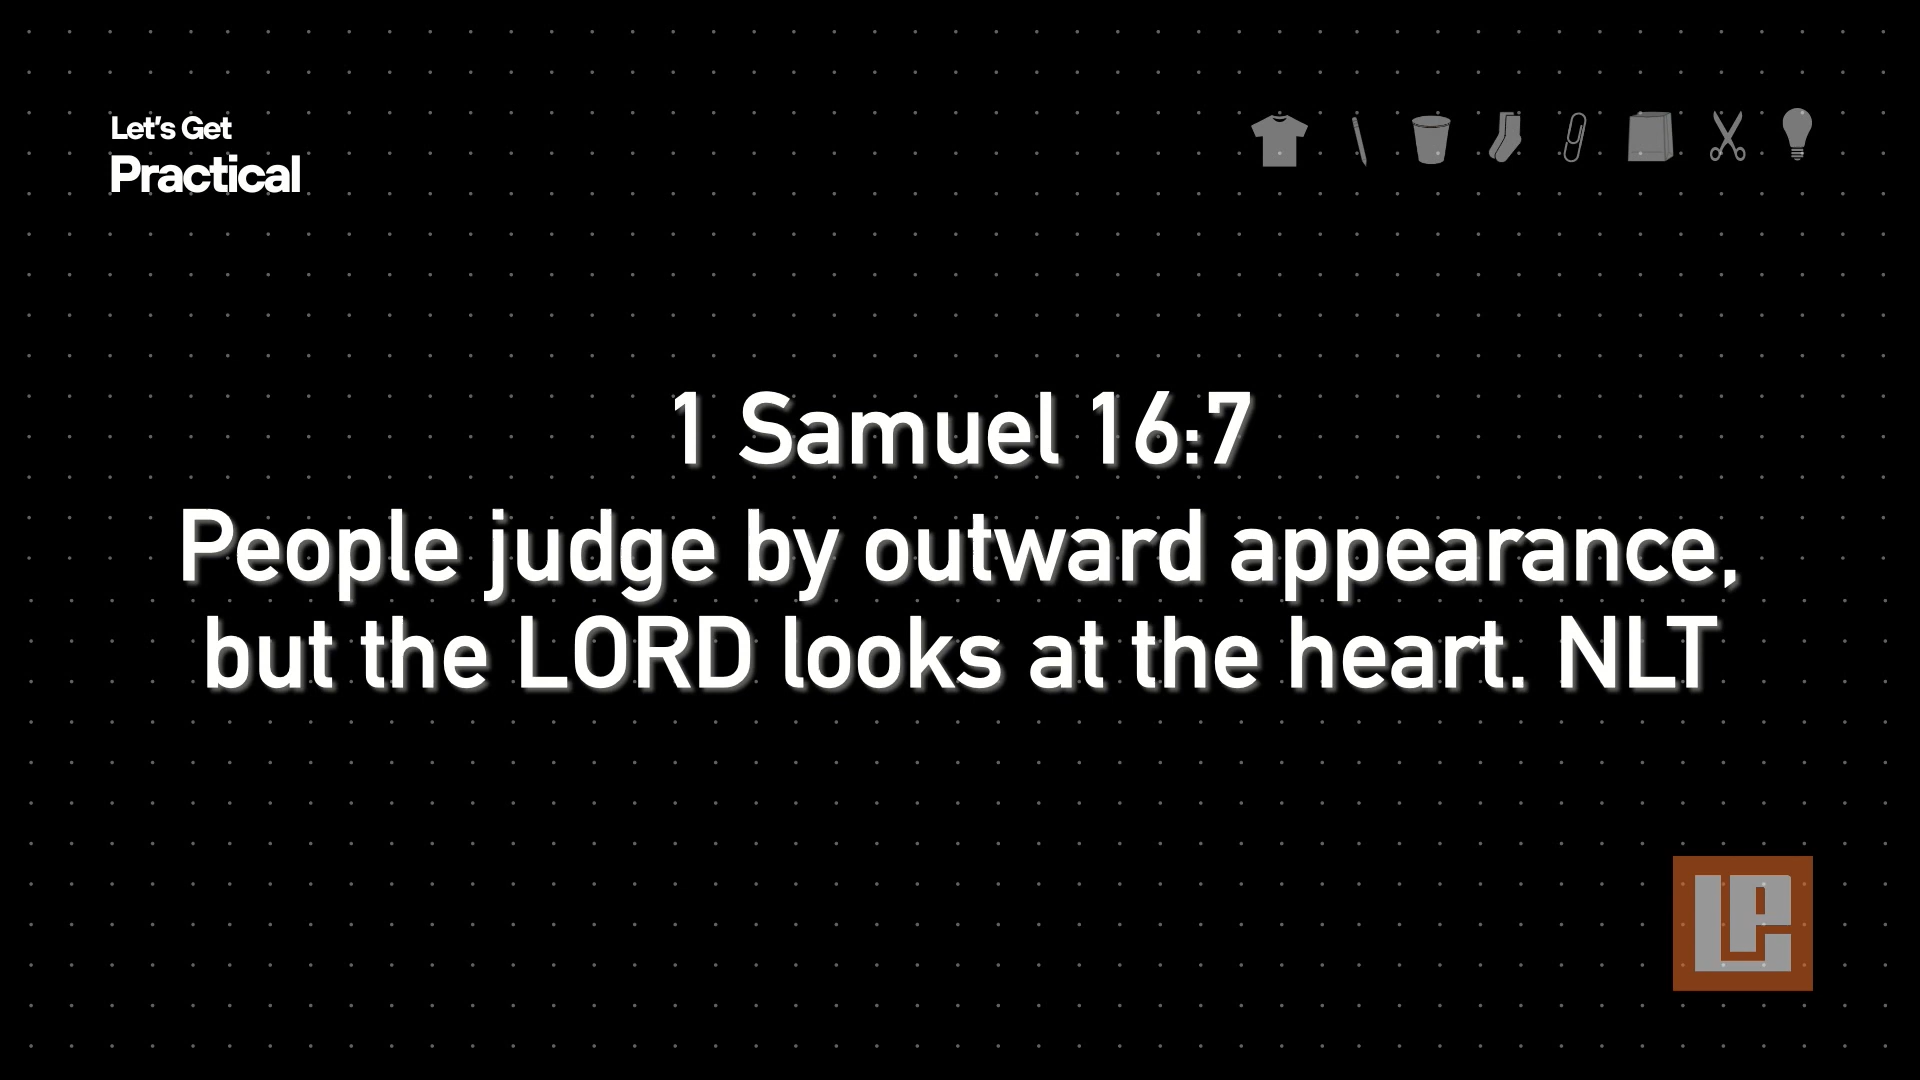 Let's Get
Practical
1 Samuel 16:7
People judge by outward appearance,
but the LORD looks at the heart. NLT
LP